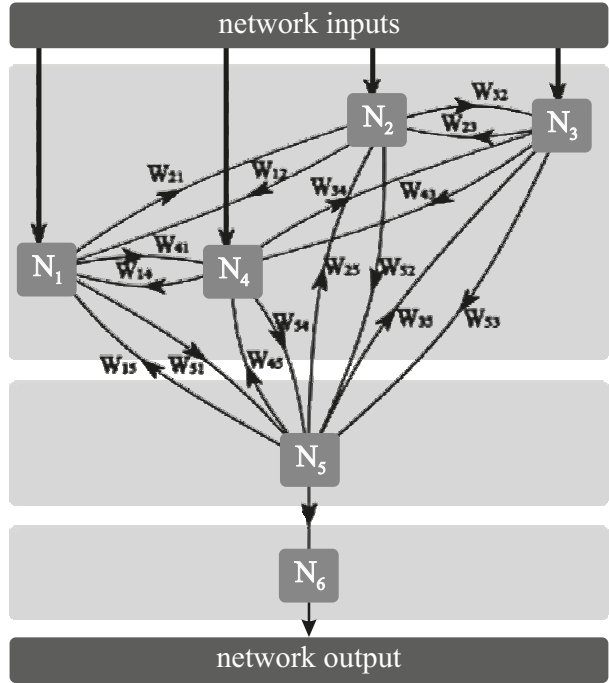 network inputs
N₂
W₃₂
W₂₃
N₃
W₂₁
W₁₂
W₃₄
W₄₃
N₁
W₄₁
W₁₄
N₄
W₂₅
W₅₂
W₅₄
W₃₅
W₅₃
W₁₅
W₅₁
W₄₅
N₅
N₆
network output